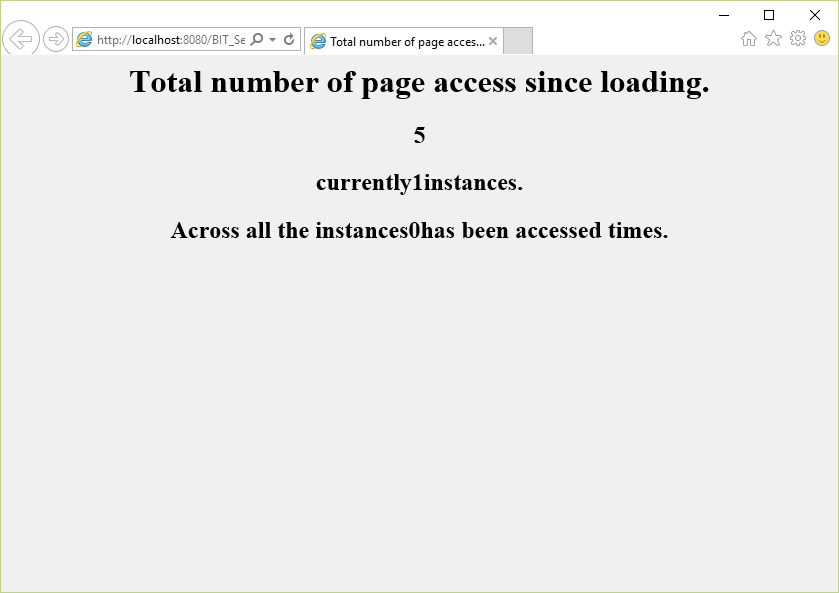 http://localhost:8080/BIT_Se
Total number of page acces...
Total number of page access since loading.
5
currently1instances.
Across all the instances0has been accessed times.